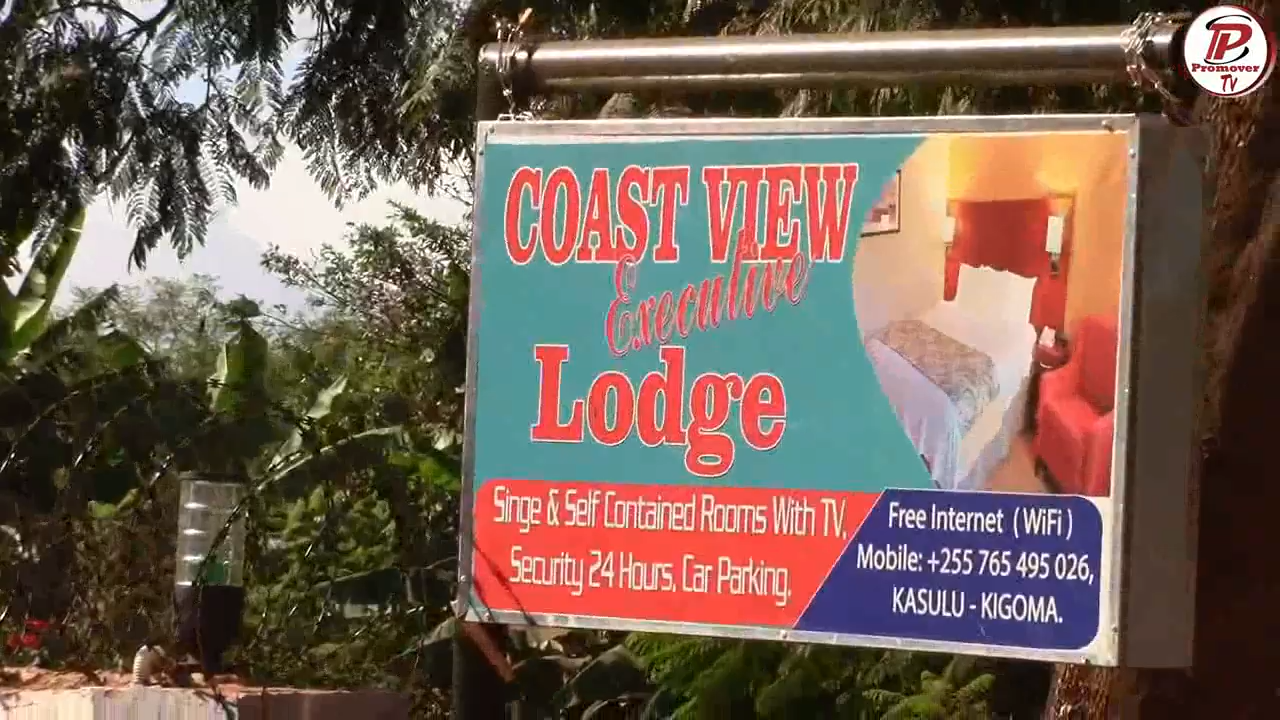 P
Promover
TV
COAST VIEW
Executive
Lodge
Singe & Self Contained Rooms With TV,
Security 24 Hours, Car Parking.
Free Internet (WiFi)
Mobile: +255 765 495 026,
KASULU - KIGOMA.